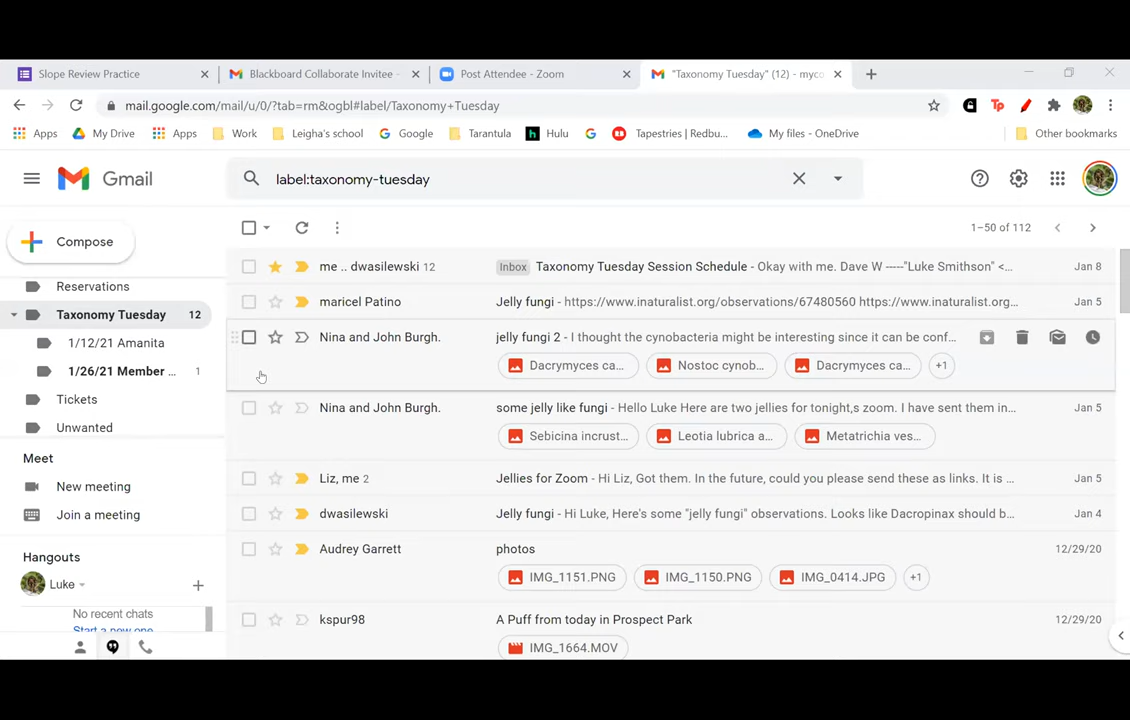 Slope Review Practice
Blackboard Collaborate Invitee -
Post Attendee - Zoom
"Taxonomy Tuesday" (12) - myco
mail.google.com/mail/u/0/?tab=rm&ogbl#label/Taxonomy+Tuesday
Tp
Apps My Drive Apps Work Leigha's school Google Tarantula Hulu Tapestries | Redbu... My files - OneDrive Other bookmarks
Gmail
label:taxonomy-tuesday
Compose
1–50 of 112
Reservations
Taxonomy Tuesday 12
1/12/21 Amanita
1/26/21 Member ... 1
Tickets
Unwanted
Meet
New meeting
Join a meeting
Hangouts
Luke
No recent chats
Start a new one
me .. dwasilewski 12 Inbox Taxonomy Tuesday Session Schedule - Okay with me. Dave W -----"Luke Smithson" <... Jan 8
maricel Patino Jelly fungi - https://www.inaturalist.org/observations/67480560 https://www.inaturalist.org... Jan 5
Nina and John Burgh. jelly fungi 2 - I thought the cynobacteria might be interesting since it can be conf...
Dacrymyces ca... Nostoc cynob... Dacrymyces ca... +1
Nina and John Burgh. some jelly like fungi - Hello Luke Here are two jellies for tonight,s zoom. I have sent them in... Jan 5
Sebicina incrust... Leotia lubrica a... Metatrichia ves...
Liz, me 2 Jellies for Zoom - Hi Liz, Got them. In the future, could you please send these as links. It is ... Jan 5
dwasilewski Jelly fungi - Hi Luke, Here's some "jelly fungi" observations. Looks like Dacropinax should b... Jan 4
Audrey Garrett photos 12/29/20
IMG_1151.PNG IMG_1150.PNG IMG_0414.JPG +1
kspur98 A Puff from today in Prospect Park 12/29/20
IMG_1664.MOV